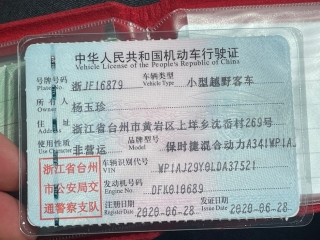 中华人民共和国机动车行驶证
Vehicle License of the People's Republic of China
号牌号码 浙JF16879 车辆类型 小型越野客车
Plate No. Vehicle Type
所有人 杨玉珍
Owner
住址 浙江省台州市黄岩区上垟乡沈岙村269号
使用性质 非营运 品牌型号 保时捷混合动力A341WP1A
Use Character Model
浙江省台州市公安局交通警察支队
车辆识别代号 WP1AJ29Y0LDA37521
VIN
发动机号码 DFK010689
Engine No.
注册日期 2020-06-28 发证日期 2020-06-28
Register Date Issue Date